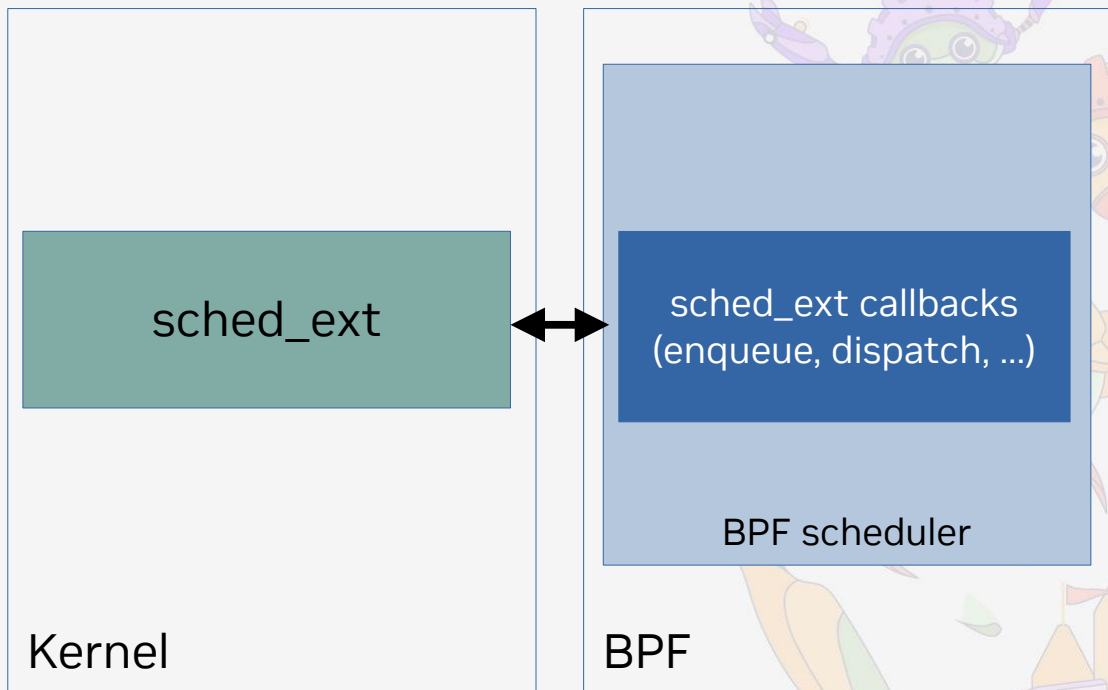 sched_ext
sched_ext callbacks
(enqueue, dispatch, ...)
BPF scheduler
Kernel
BPF